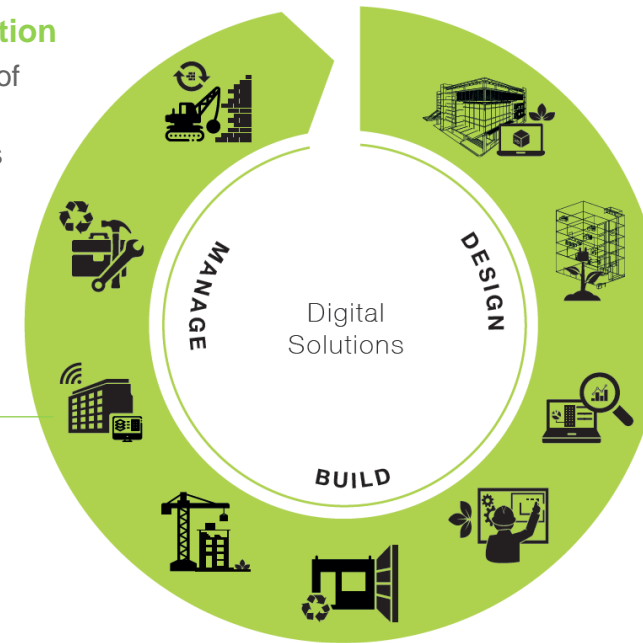 tion
of
s
MANAGE
DESIGN
Digital
Solutions
BUILD